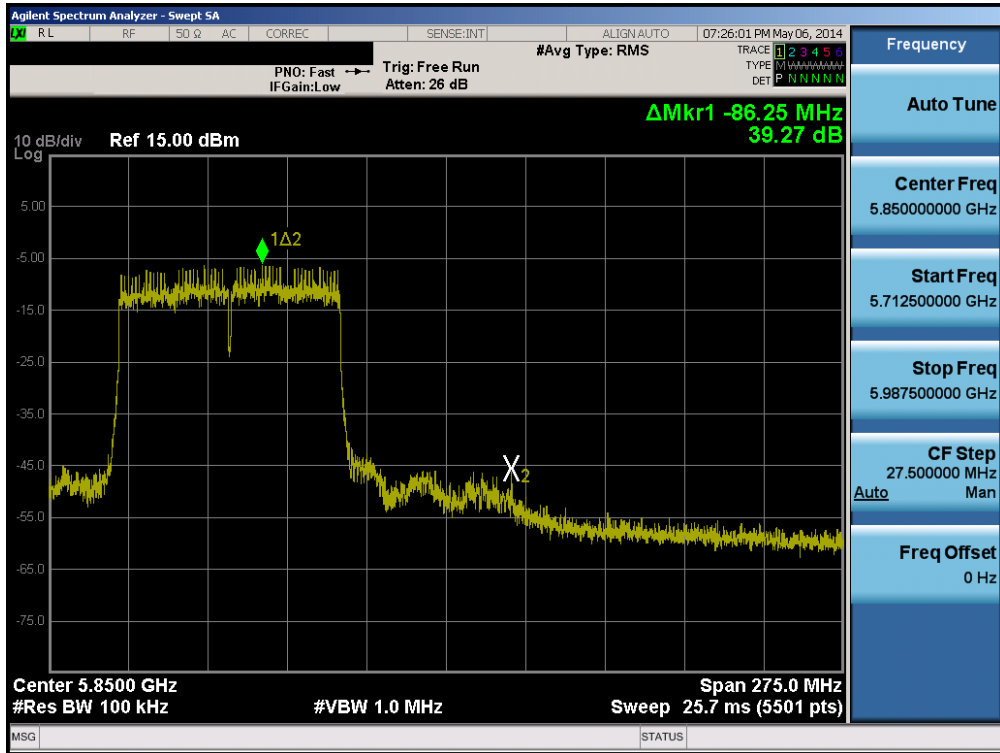 Agilent Spectrum Analyzer - Swept SA
LXI RL RF 50 Ω AC CORREC SENSE:INT ALIGN AUTO 07:26:01 PM May 06, 2014
#Avg Type: RMS TRACE 1 2 3 4 5 6
PNO: Fast Trig: Free Run TYPE M WWWWW
IFGain:Low Atten: 26 dB DET P N N N N N
ΔMkr1 -86.25 MHz
39.27 dB
10 dB/div Ref 15.00 dBm
Log
5.00
1Δ2
-5.00
-15.0
-25.0
-35.0
-45.0
X2
-55.0
-65.0
-75.0
Center 5.8500 GHz Span 275.0 MHz
#Res BW 100 kHz #VBW 1.0 MHz Sweep 25.7 ms (5501 pts)
MSG STATUS
Frequency
Auto Tune
Center Freq
5.850000000 GHz
Start Freq
5.712500000 GHz
Stop Freq
5.987500000 GHz
CF Step
27.500000 MHz
Auto Man
Freq Offset
0 Hz